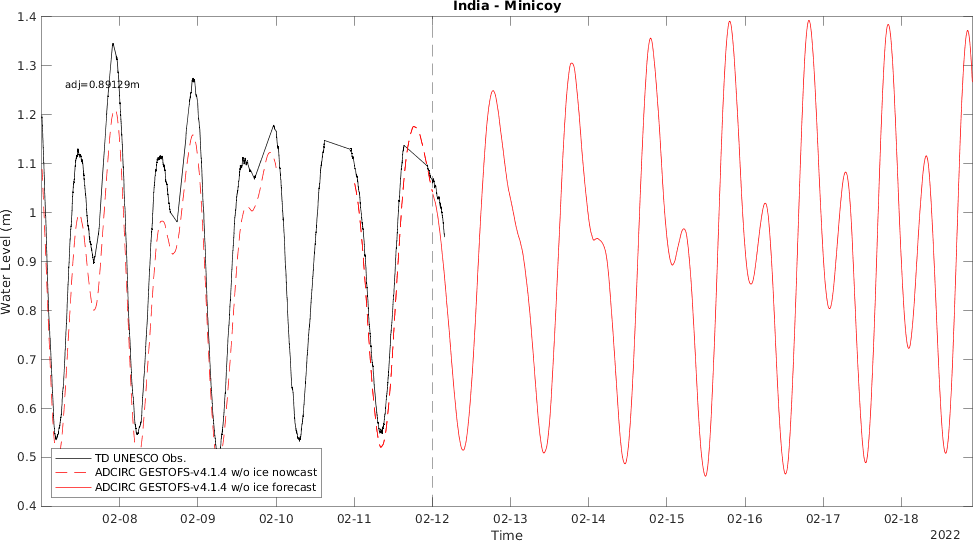 India - Minicoy
adj=0.89129m
Water Level (m)
1.4
1.3
1.2
1.1
1
0.9
0.8
0.7
0.6
0.5
0.4
TD UNESCO Obs.
ADCIRC GESTOFS-v4.1.4 w/o ice nowcast
ADCIRC GESTOFS-v4.1.4 w/o ice forecast
02-08 02-09 02-10 02-11 02-12 02-13 02-14 02-15 02-16 02-17 02-18
Time
2022